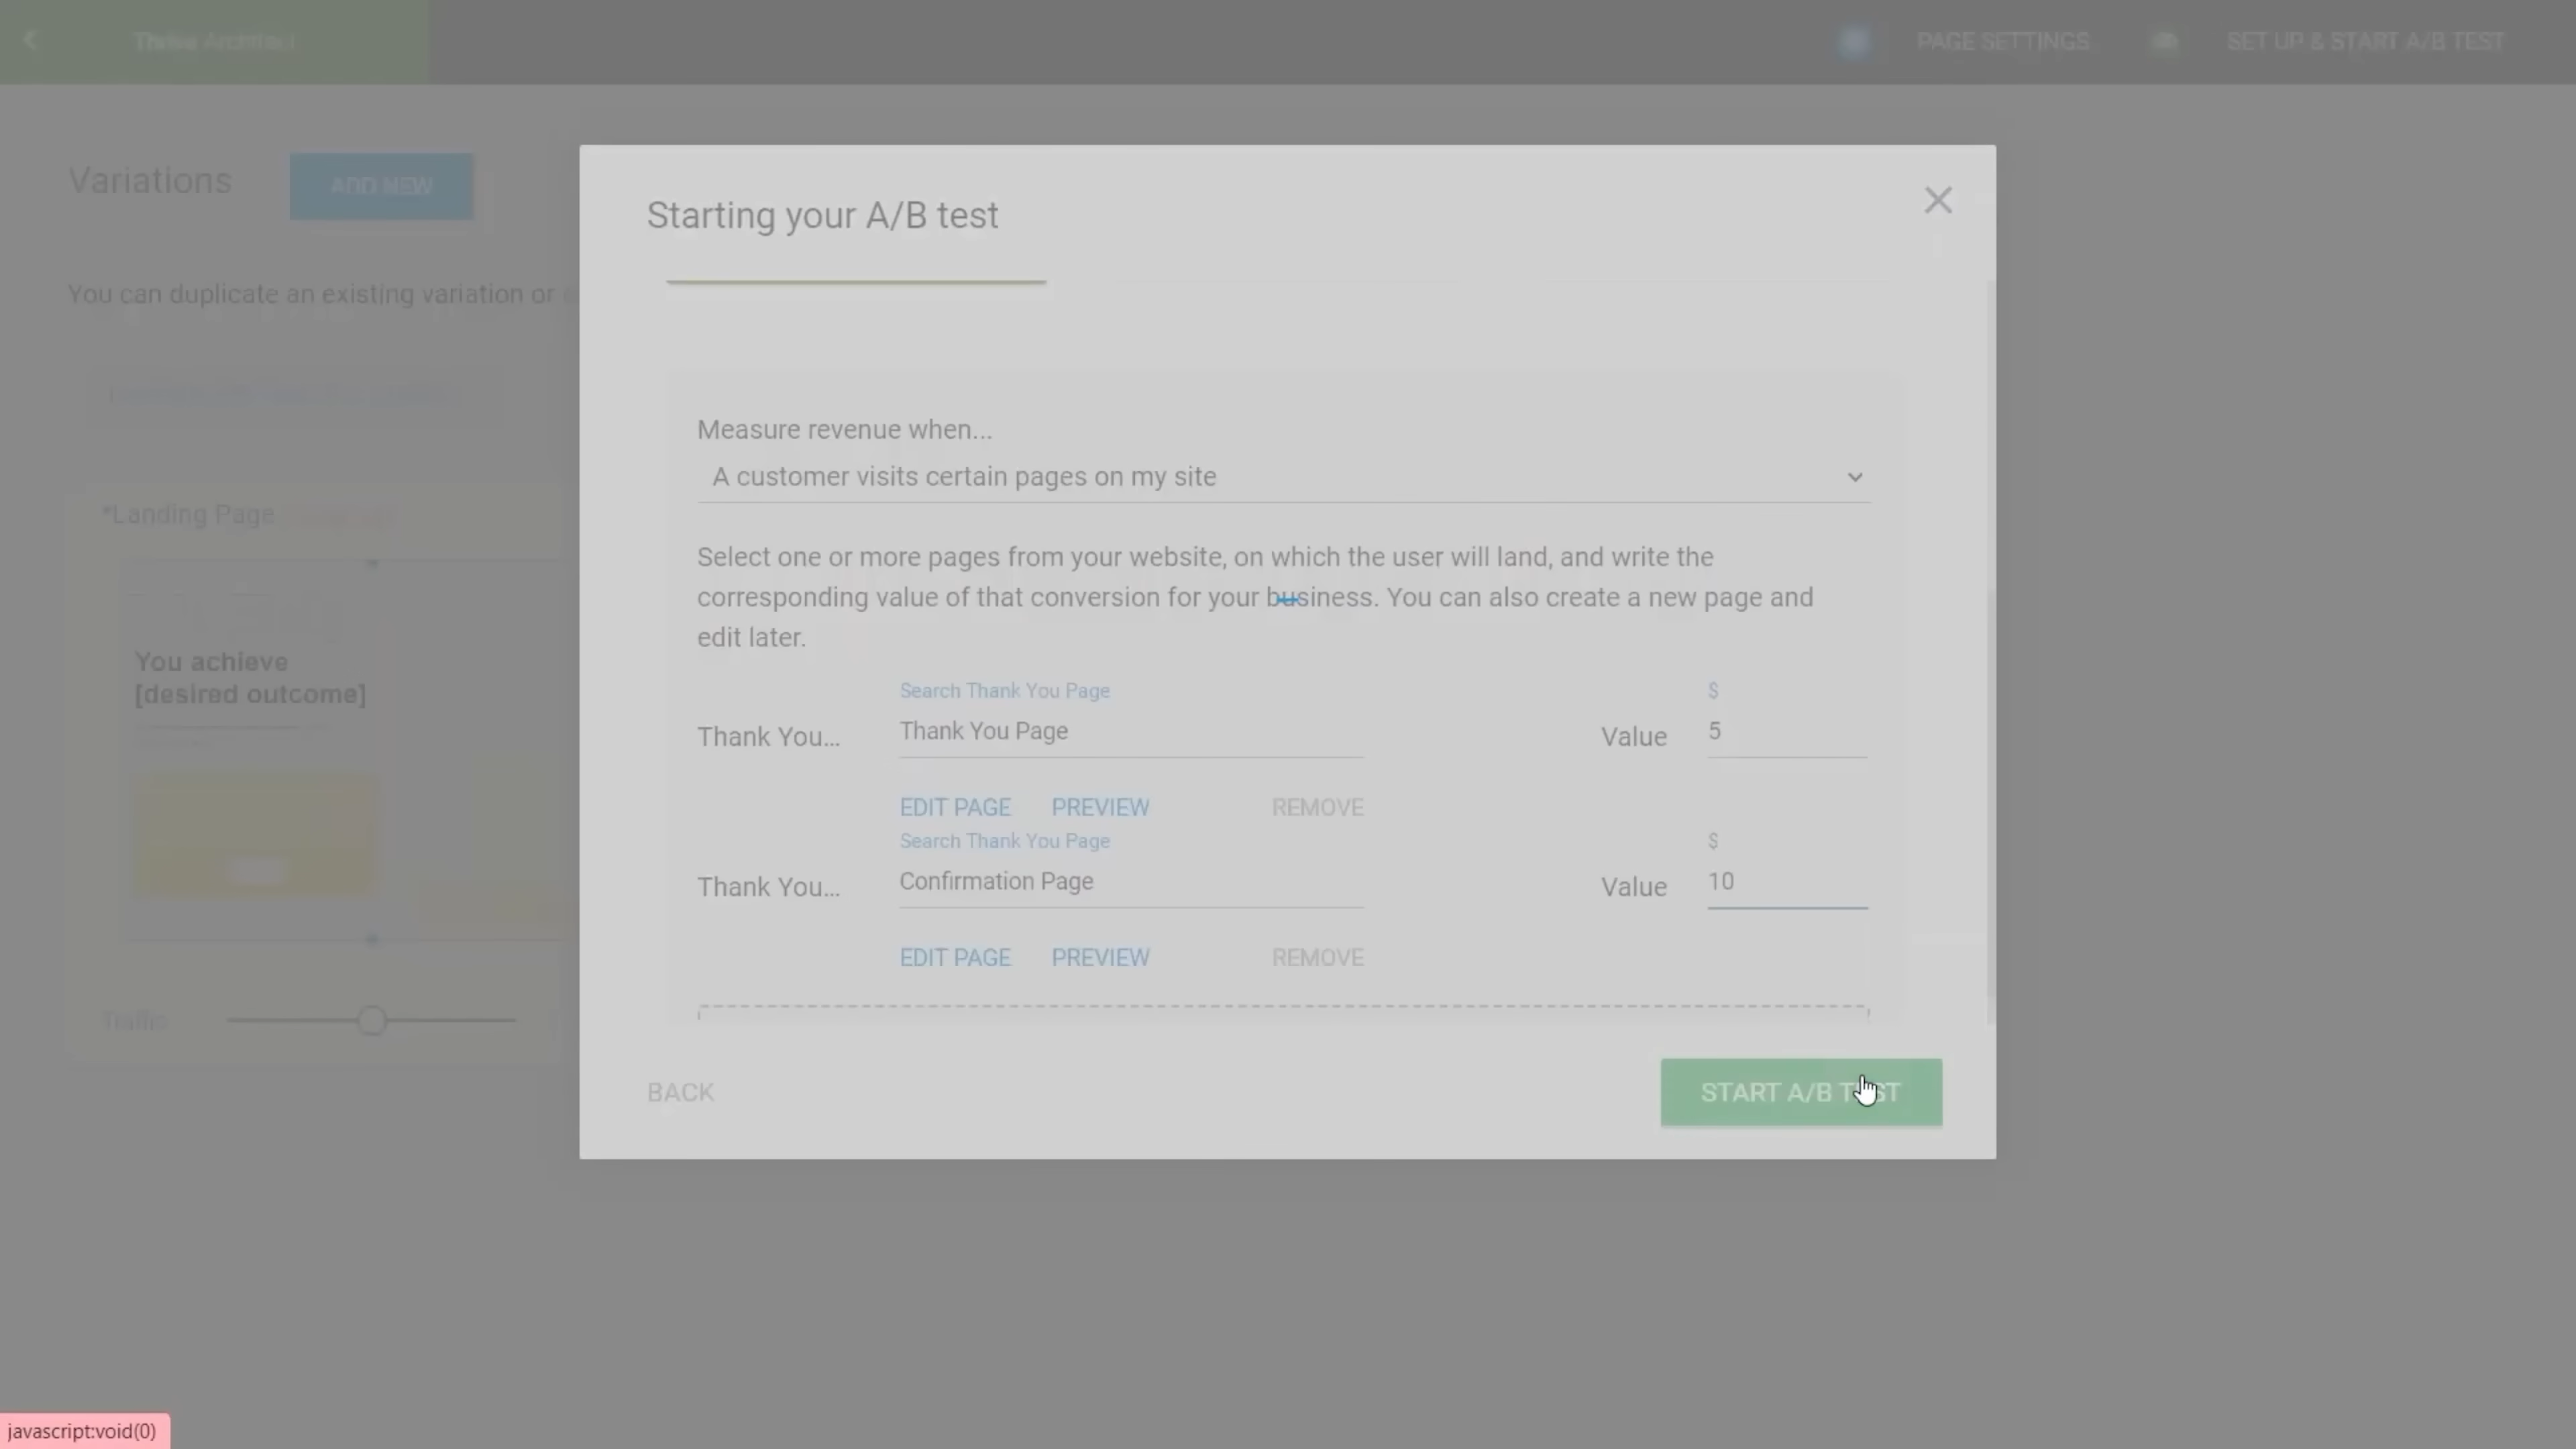 Thrive Architect
PAGE SETTINGS
SET UP & START A/B TEST
Variations
ADD NEW
You can duplicate an existing variation or
Starting your A/B test
Measure revenue when...
A customer visits certain pages on my site
Select one or more pages from your website, on which the user will land, and write the
corresponding value of that conversion for your business. You can also create a new page and
edit later.
Search Thank You Page
$
Thank You...
Thank You Page
Value
5
EDIT PAGE
PREVIEW
REMOVE
Search Thank You Page
$
Thank You...
Confirmation Page
Value
10
EDIT PAGE
PREVIEW
REMOVE
BACK
START A/B TEST
*Landing Page
You achieve
[desired outcome]
Traffic
javascript:void(0)